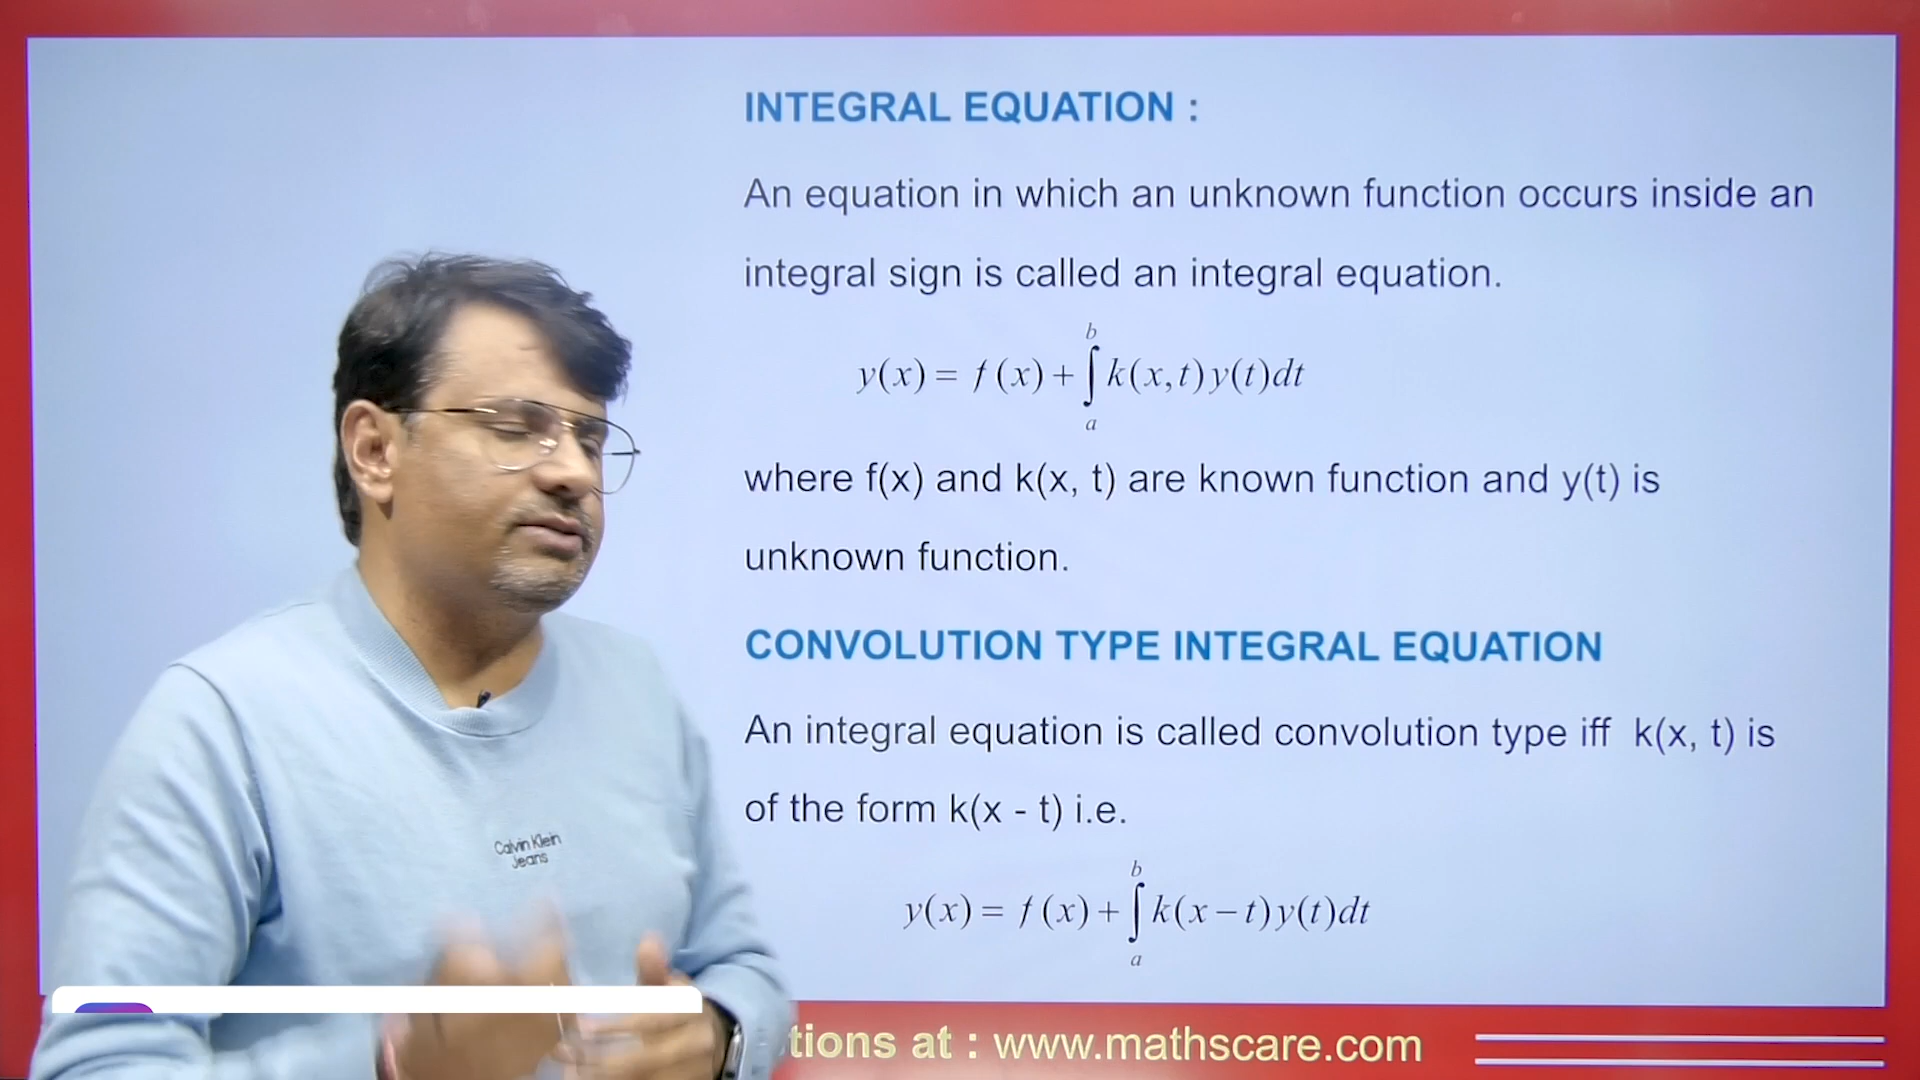 INTEGRAL EQUATION :
An equation in which an unknown function occurs inside an
integral sign is called an integral equation.
y(x) = f(x) + ∫_a^b k(x,t) y(t)dt
where f(x) and k(x, t) are known function and y(t) is
unknown function.
CONVOLUTION TYPE INTEGRAL EQUATION
An integral equation is called convolution type iff k(x, t) is
of the form k(x - t) i.e.
y(x) = f(x) + ∫_a^b k(x−t) y(t)dt
Calvin Klein
Jeans
tions at : www.mathscare.com